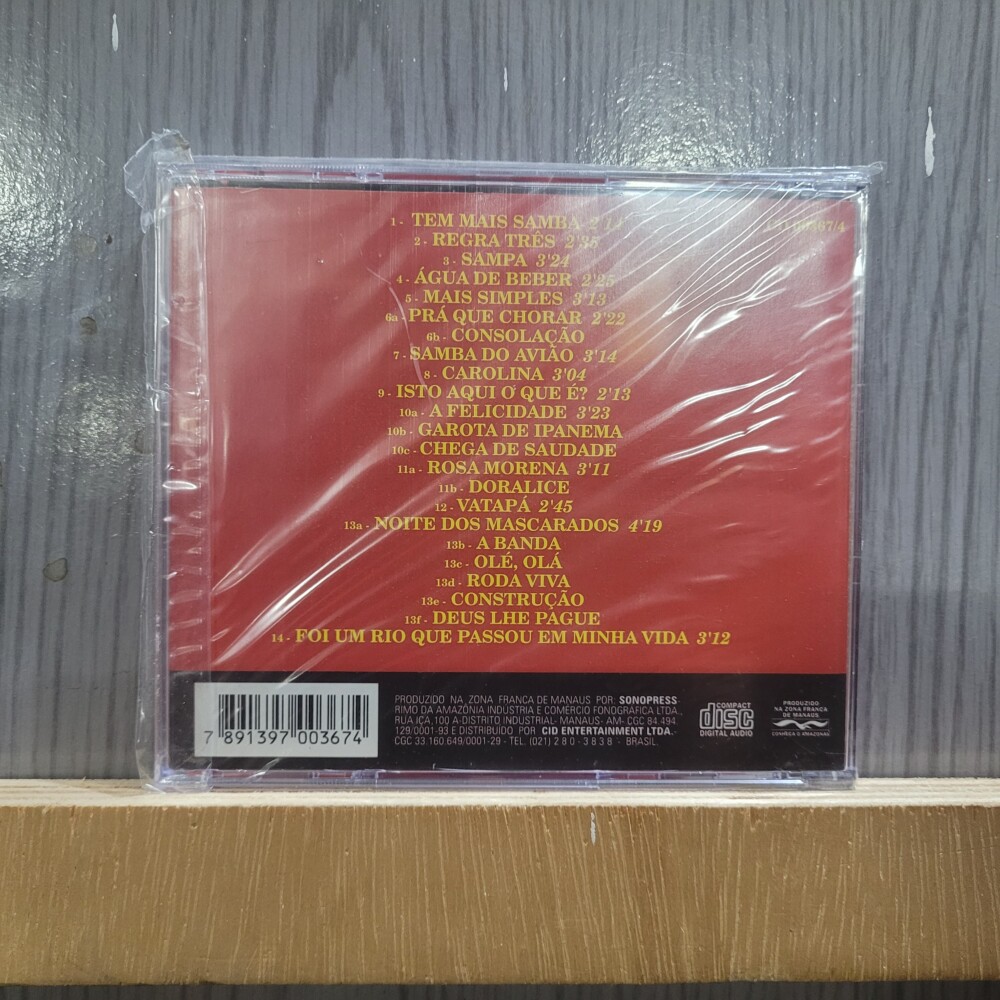 1 - TEM MAIS SAMBA 2'14
2 - REGRA TRÊS 2'35
3 - SAMPA 3'24
4 - ÁGUA DE BEBER 2'25
5 - MAIS SIMPLES 3'13
6a - PRÁ QUE CHORAR 2'22
6b - CONSOLAÇÃO
7 - SAMBA DO AVIÃO 3'14
8 - CAROLINA 3'04
9 - ISTO AQUI O' QUE É? 2'13
10a - A FELICIDADE 3'23
10b - GAROTA DE IPANEMA
10c - CHEGA DE SAUDADE
11a - ROSA MORENA 3'11
11b - DORALICE
12 - VATAPÁ 2'45
13a - NOITE DOS MASCARADOS 4'19
13b - A BANDA
13c - OLÉ, OLÁ
13d - RODA VIVA
13e - CONSTRUÇÃO
13f - DEUS LHE PAGUE
14 - FOI UM RIO QUE PASSOU EM MINHA VIDA 3'12
7 891397 003674
PRODUZIDO NA ZONA FRANCA DE MANAUS POR SONOPRESS
RIMO DA AMAZÔNIA INDUSTRIA E COMÉRCIO FONOGRÁFICA LTDA.
RUA IÇA, 100 A-DISTRITO INDUSTRIAL- MANAUS- AM- CGC 84.494.
129/0001-93 E DISTRIBUIDO POR CID ENTERTAINMENT LTDA.
CGC 33.160.649/0001-29 - TEL. (021) 280-3838 - BRASIL.
COMPACT
disc
DIGITAL AUDIO
PRODUZIDO
NA ZONA FRANCA
DE MANAUS
CONHEÇA O AMAZONAS